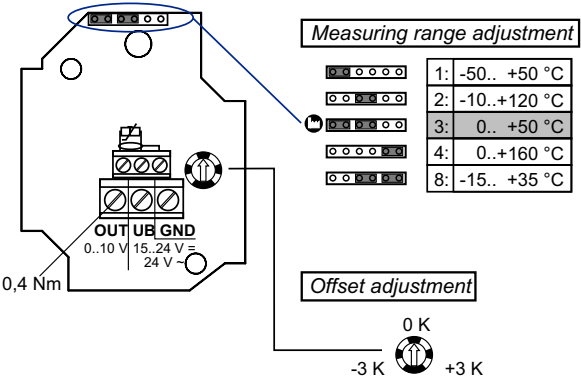 Measuring range adjustment
1: -50.. +50 °C
2: -10..+120 °C
3: 0.. +50 °C
4: 0..+160 °C
8: -15.. +35 °C
OUT UB GND
0..10 V 15..24 V =
24 V ~
0,4 Nm
Offset adjustment
0 K
-3 K +3 K